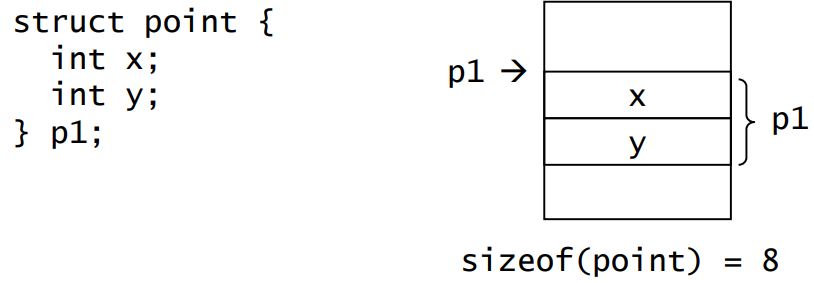 struct point {
  int x;
  int y;
} p1;
p1 →
x
y
p1
sizeof(point) = 8